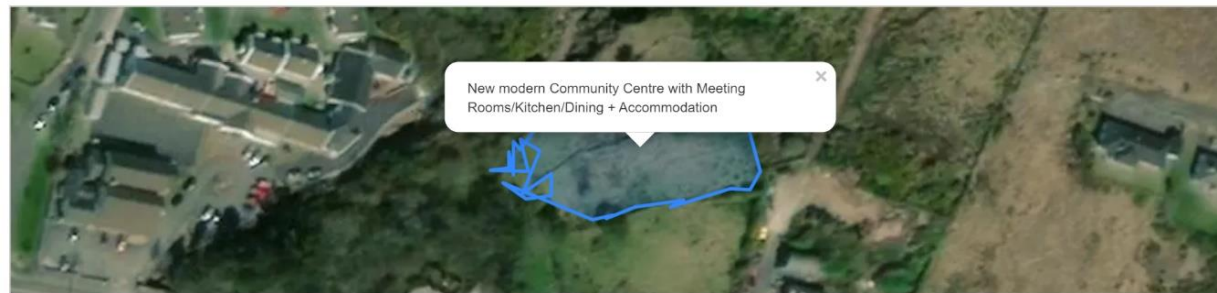 New modern Community Centre with Meeting
Rooms/Kitchen/Dining + Accommodation